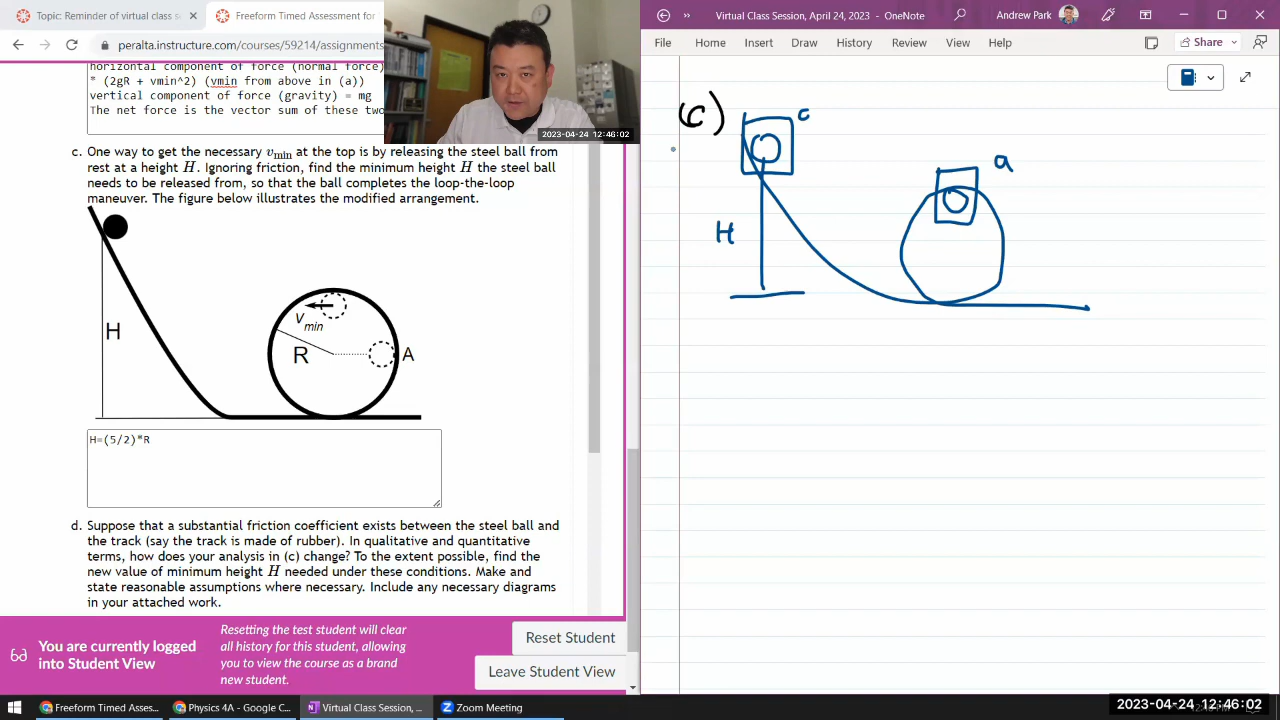 Topic: Reminder of virtual class s
Freeform Timed Assessment for
peralta.instructure.com/courses/59214/assignments
horizontal component of force (normal force)
* (2gR + vmin^2) (vmin from above in (a))
vertical component of force (gravity) = mg
The net force is the vector sum of these two
2023-04-24 12:46:02
c. One way to get the necessary vmin at the top is by releasing the steel ball from
rest at a height H. Ignoring friction, find the minimum height H the steel ball
needs to be released from, so that the ball completes the loop-the-loop
maneuver. The figure below illustrates the modified arrangement.
H
Vmin
R
A
H=(5/2)*R
d. Suppose that a substantial friction coefficient exists between the steel ball and
the track (say the track is made of rubber). In qualitative and quantitative
terms, how does your analysis in (c) change? To the extent possible, find the
new value of minimum height H needed under these conditions. Make and
state reasonable assumptions where necessary. Include any necessary diagrams
in your attached work.
You are currently logged
into Student View
Resetting the test student will clear
all history for this student, allowing
you to view the course as a brand
new student.
Reset Student
Leave Student View
Virtual Class Session, April 24, 2023 - OneNote
Andrew Park
File Home Insert Draw History Review View Help
Share
(c)
c
a
H
Freeform Timed Asses...
Physics 4A - Google C...
Virtual Class Session, ...
Zoom Meeting
2023-04-24 12:46:02